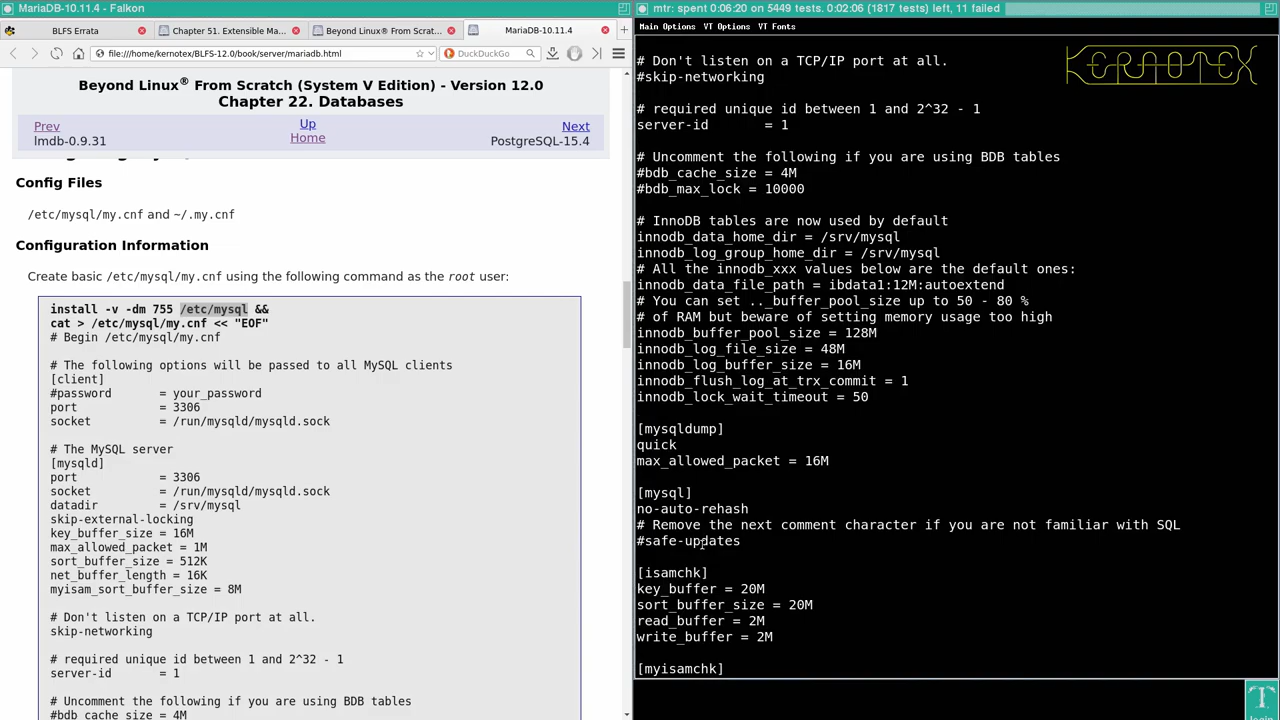 MariaDB-10.11.4 - Falkon
BLFS Errata
Chapter 51. Extensible Ma...
Beyond Linux® From Scrat...
MariaDB-10.11.4
file:///home/kernotex/BLFS-12.0/book/server/mariadb.html
DuckDuckGo
Beyond Linux® From Scratch (System V Edition) - Version 12.0
Chapter 22. Databases
Prev
Up
Next
lmdb-0.9.31
Home
PostgreSQL-15.4
Config Files
/etc/mysql/my.cnf and ~/.my.cnf
Configuration Information
Create basic /etc/mysql/my.cnf using the following command as the root user:
install -v -dm 755 /etc/mysql &&
cat > /etc/mysql/my.cnf << "EOF"
# Begin /etc/mysql/my.cnf
# The following options will be passed to all MySQL clients
[client]
#password       = your_password
port            = 3306
socket          = /run/mysqld/mysqld.sock
# The MySQL server
[mysqld]
port            = 3306
socket          = /run/mysqld/mysqld.sock
datadir         = /srv/mysql
skip-external-locking
key_buffer_size = 16M
max_allowed_packet = 1M
sort_buffer_size = 512K
net_buffer_length = 16K
myisam_sort_buffer_size = 8M
# Don't listen on a TCP/IP port at all.
skip-networking
# required unique id between 1 and 2^32 - 1
server-id       = 1
# Uncomment the following if you are using BDB tables
#bdb_cache_size = 4M
mtr: spent 0:06:20 on 5449 tests. 0:02:06 (1817 tests) left, 11 failed
Main Options VT Options VT Fonts
KERNOTEX
# Don't listen on a TCP/IP port at all.
#skip-networking
# required unique id between 1 and 2^32 - 1
server-id       = 1
# Uncomment the following if you are using BDB tables
#bdb_cache_size = 4M
#bdb_max_lock = 10000
# InnoDB tables are now used by default
innodb_data_home_dir = /srv/mysql
innodb_log_group_home_dir = /srv/mysql
# All the innodb_xxx values below are the default ones:
innodb_data_file_path = ibdata1:12M:autoextend
# You can set .._buffer_pool_size up to 50 - 80 %
# of RAM but beware of setting memory usage too high
innodb_buffer_pool_size = 128M
innodb_log_file_size = 48M
innodb_log_buffer_size = 16M
innodb_flush_log_at_trx_commit = 1
innodb_lock_wait_timeout = 50
[mysqldump]
quick
max_allowed_packet = 16M
[mysql]
no-auto-rehash
# Remove the next comment character if you are not familiar with SQL
#safe-updates
[isamchk]
key_buffer = 20M
sort_buffer_size = 20M
read_buffer = 2M
write_buffer = 2M
[myisamchk]
login